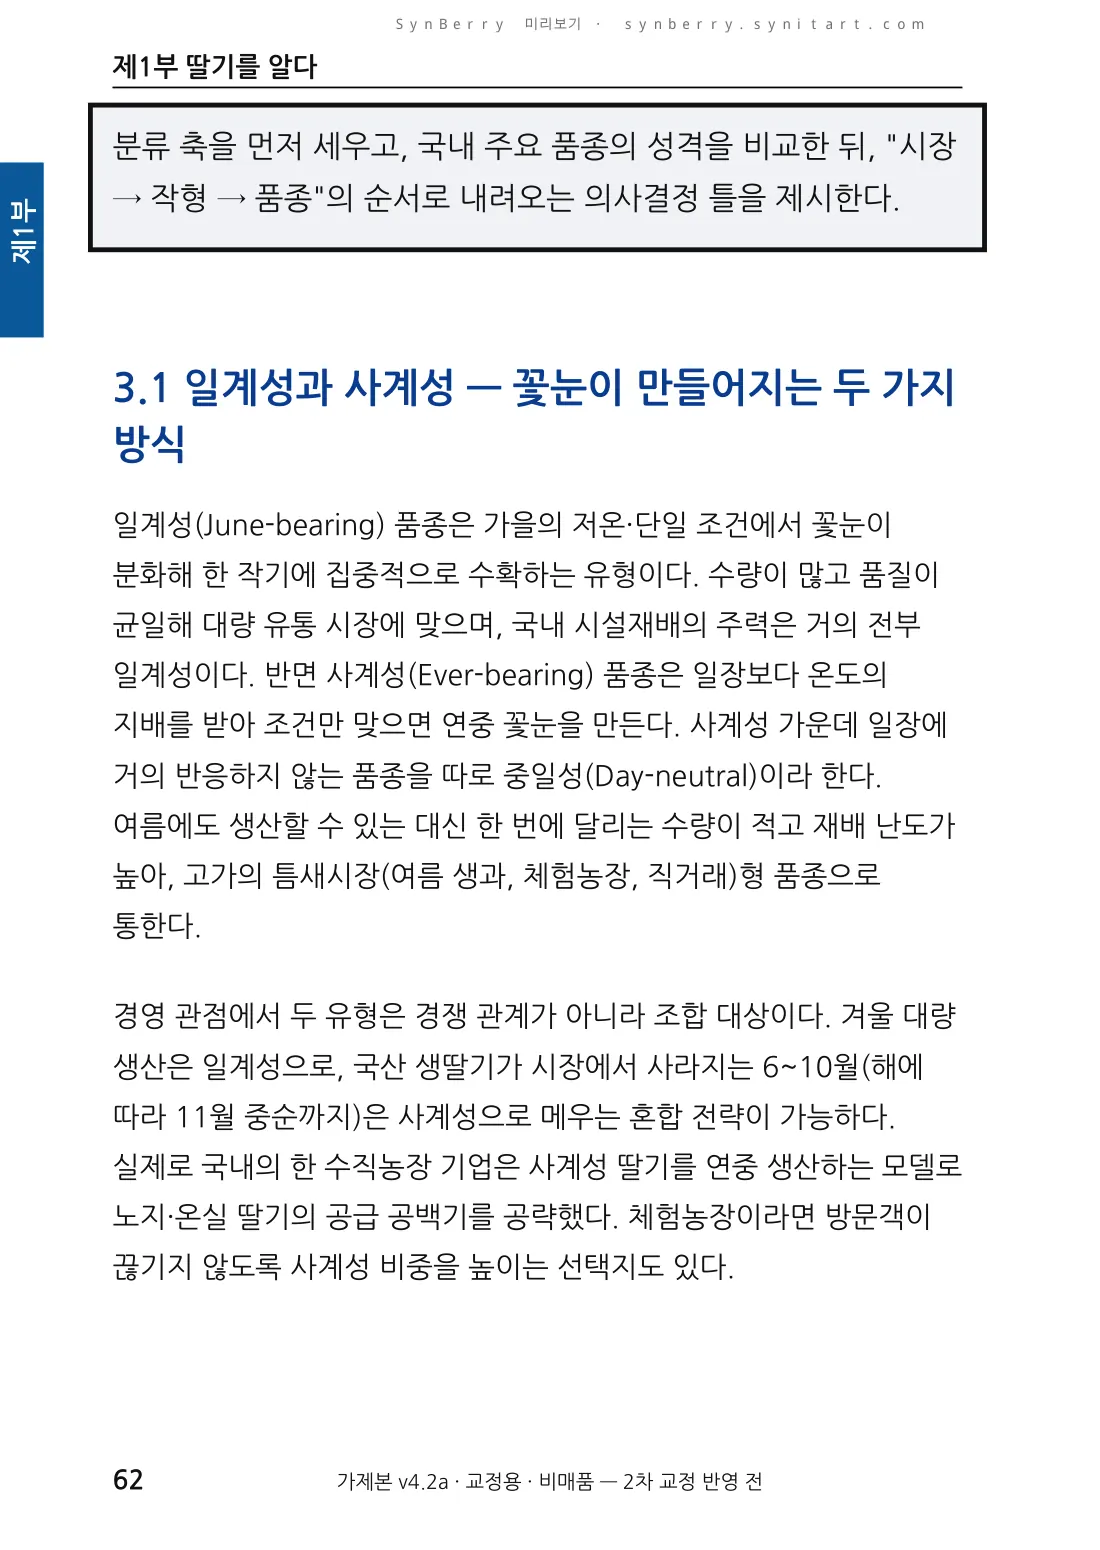 SynBerry 미리보기 · synberry.synitart.com
제1부 딸기를 알다
분류 축을 먼저 세우고, 국내 주요 품종의 성격을 비교한 뒤, "시장
→ 작형 → 품종"의 순서로 내려오는 의사결정 틀을 제시한다.
제1부
3.1 일계성과 사계성 — 꽃눈이 만들어지는 두 가지
방식
일계성(June-bearing) 품종은 가을의 저온·단일 조건에서 꽃눈이
분화해 한 작기에 집중적으로 수확하는 유형이다. 수량이 많고 품질이
균일해 대량 유통 시장에 맞으며, 국내 시설재배의 주력은 거의 전부
일계성이다. 반면 사계성(Ever-bearing) 품종은 일장보다 온도의
지배를 받아 조건만 맞으면 연중 꽃눈을 만든다. 사계성 가운데 일장에
거의 반응하지 않는 품종을 따로 중일성(Day-neutral)이라 한다.
여름에도 생산할 수 있는 대신 한 번에 달리는 수량이 적고 재배 난도가
높아, 고가의 틈새시장(여름 생과, 체험농장, 직거래)형 품종으로
통한다.
경영 관점에서 두 유형은 경쟁 관계가 아니라 조합 대상이다. 겨울 대량
생산은 일계성으로, 국산 생딸기가 시장에서 사라지는 6~10월(해에
따라 11월 중순까지)은 사계성으로 메우는 혼합 전략이 가능하다.
실제로 국내의 한 수직농장 기업은 사계성 딸기를 연중 생산하는 모델로
노지·온실 딸기의 공급 공백기를 공략했다. 체험농장이라면 방문객이
끊기지 않도록 사계성 비중을 높이는 선택지도 있다.
62
가제본 v4.2a · 교정용 · 비매품 — 2차 교정 반영 전